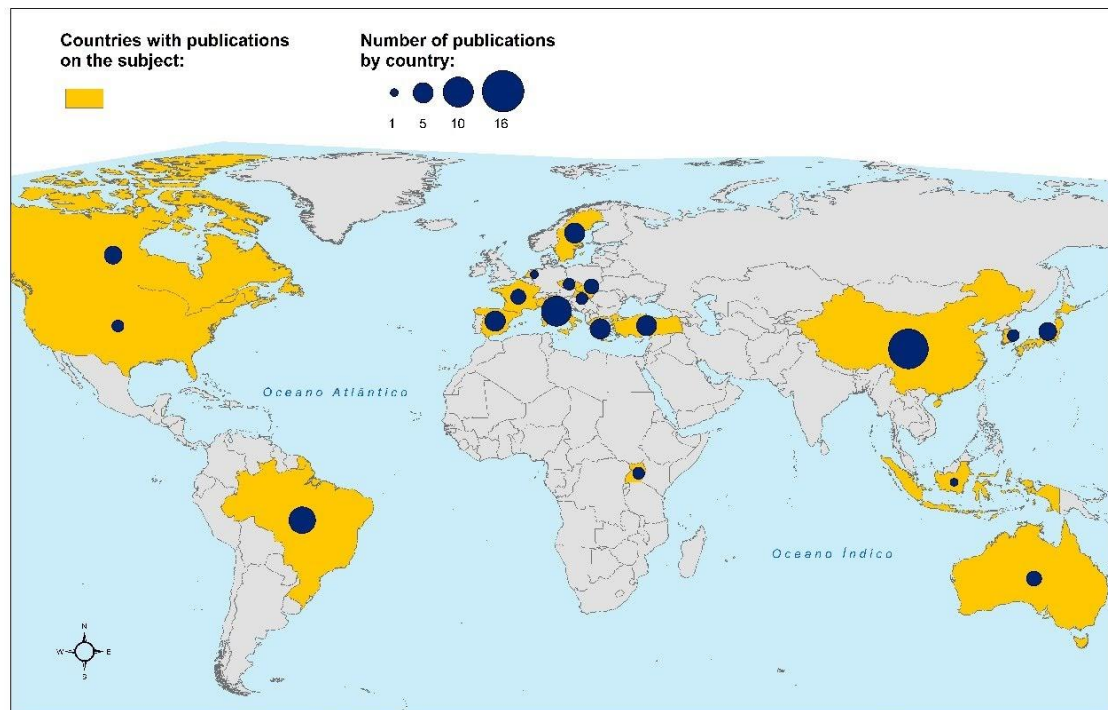 Countries with publications
on the subject:
Number of publications
by country:
1 5 10 16
Oceano Atlântico
Oceano Índico
N
W E
S